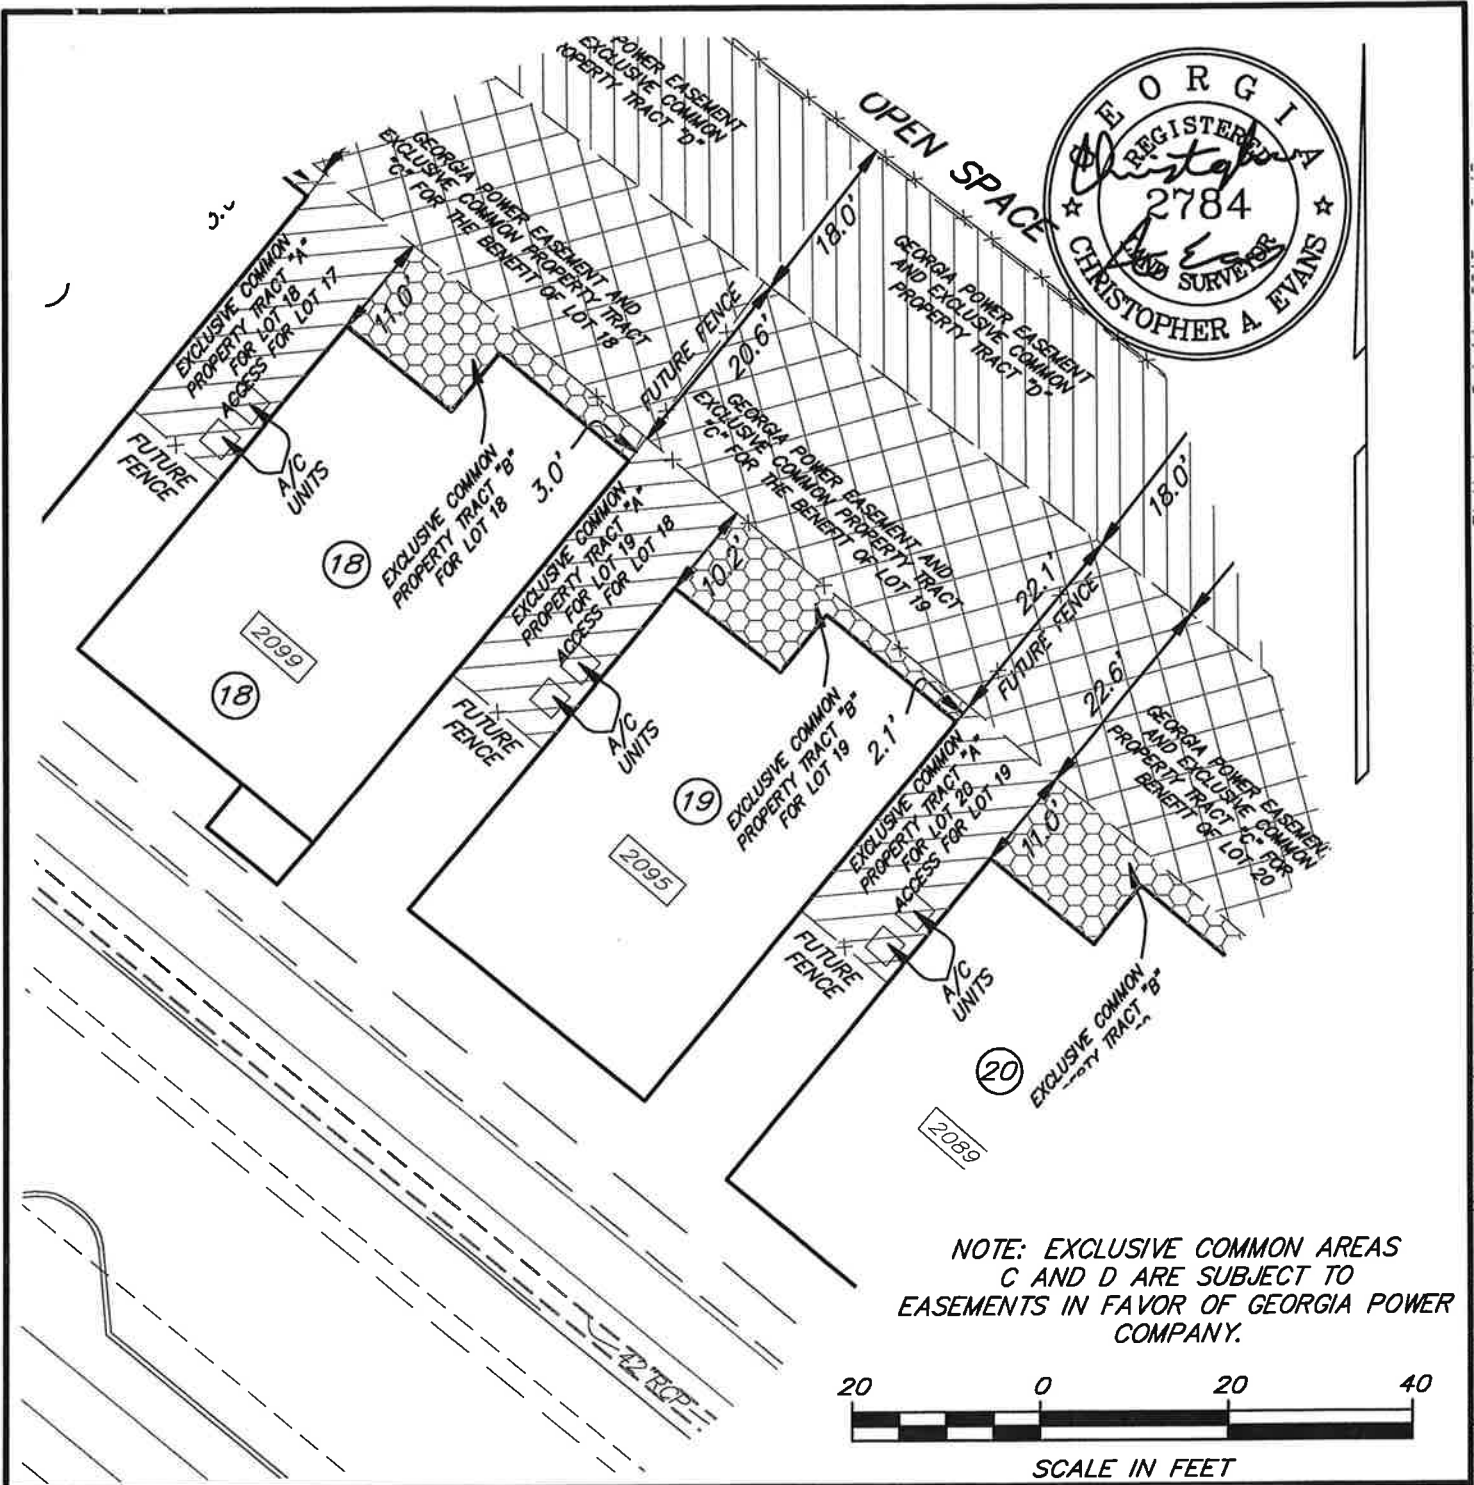 POWER EASEMENT
EXCLUSIVE COMMON
OPERTY TRACT "D"
OPEN SPACE
GEORGIA
REGISTERED
2784
LAND SURVEYOR
CHRISTOPHER A. EVANS
GEORGIA POWER EASEMENT AND
EXCLUSIVE COMMON PROPERTY TRACT
"C" FOR THE BENEFIT OF LOT 18
18.0'
GEORGIA POWER EASEMENT
AND EXCLUSIVE COMMON
PROPERTY TRACT "D"
EXCLUSIVE COMMON
PROPERTY TRACT "A"
FOR LOT 18
ACCESS FOR LOT 17
11.0'
FUTURE FENCE
20.6'
GEORGIA POWER EASEMENT AND
EXCLUSIVE COMMON PROPERTY TRACT
"C" FOR THE BENEFIT OF LOT 19
FUTURE
FENCE
A/C
UNITS
EXCLUSIVE COMMON
PROPERTY TRACT "B"
FOR LOT 18
3.0'
18
2099
18
EXCLUSIVE COMMON
PROPERTY TRACT "A"
FOR LOT 19
ACCESS FOR LOT 18
10.2'
18.0'
22.1'
FUTURE FENCE
22.6'
FUTURE
FENCE
A/C
UNITS
EXCLUSIVE COMMON
PROPERTY TRACT "B"
FOR LOT 19
2.1'
19
2095
GEORGIA POWER EASEMEN
AND EXCLUSIVE COMMON
PROPERTY TRACT "C" FOR
BENEFIT OF LOT 20
EXCLUSIVE COMMON
PROPERTY TRACT "A"
FOR LOT 20
ACCESS FOR LOT 19
11.0'
FUTURE
FENCE
A/C
UNITS
EXCLUSIVE COMMON
TRACT "B"
20
2089
42"RCP
NOTE: EXCLUSIVE COMMON AREAS
C AND D ARE SUBJECT TO
EASEMENTS IN FAVOR OF GEORGIA POWER
COMPANY.
20 0 20 40
SCALE IN FEET